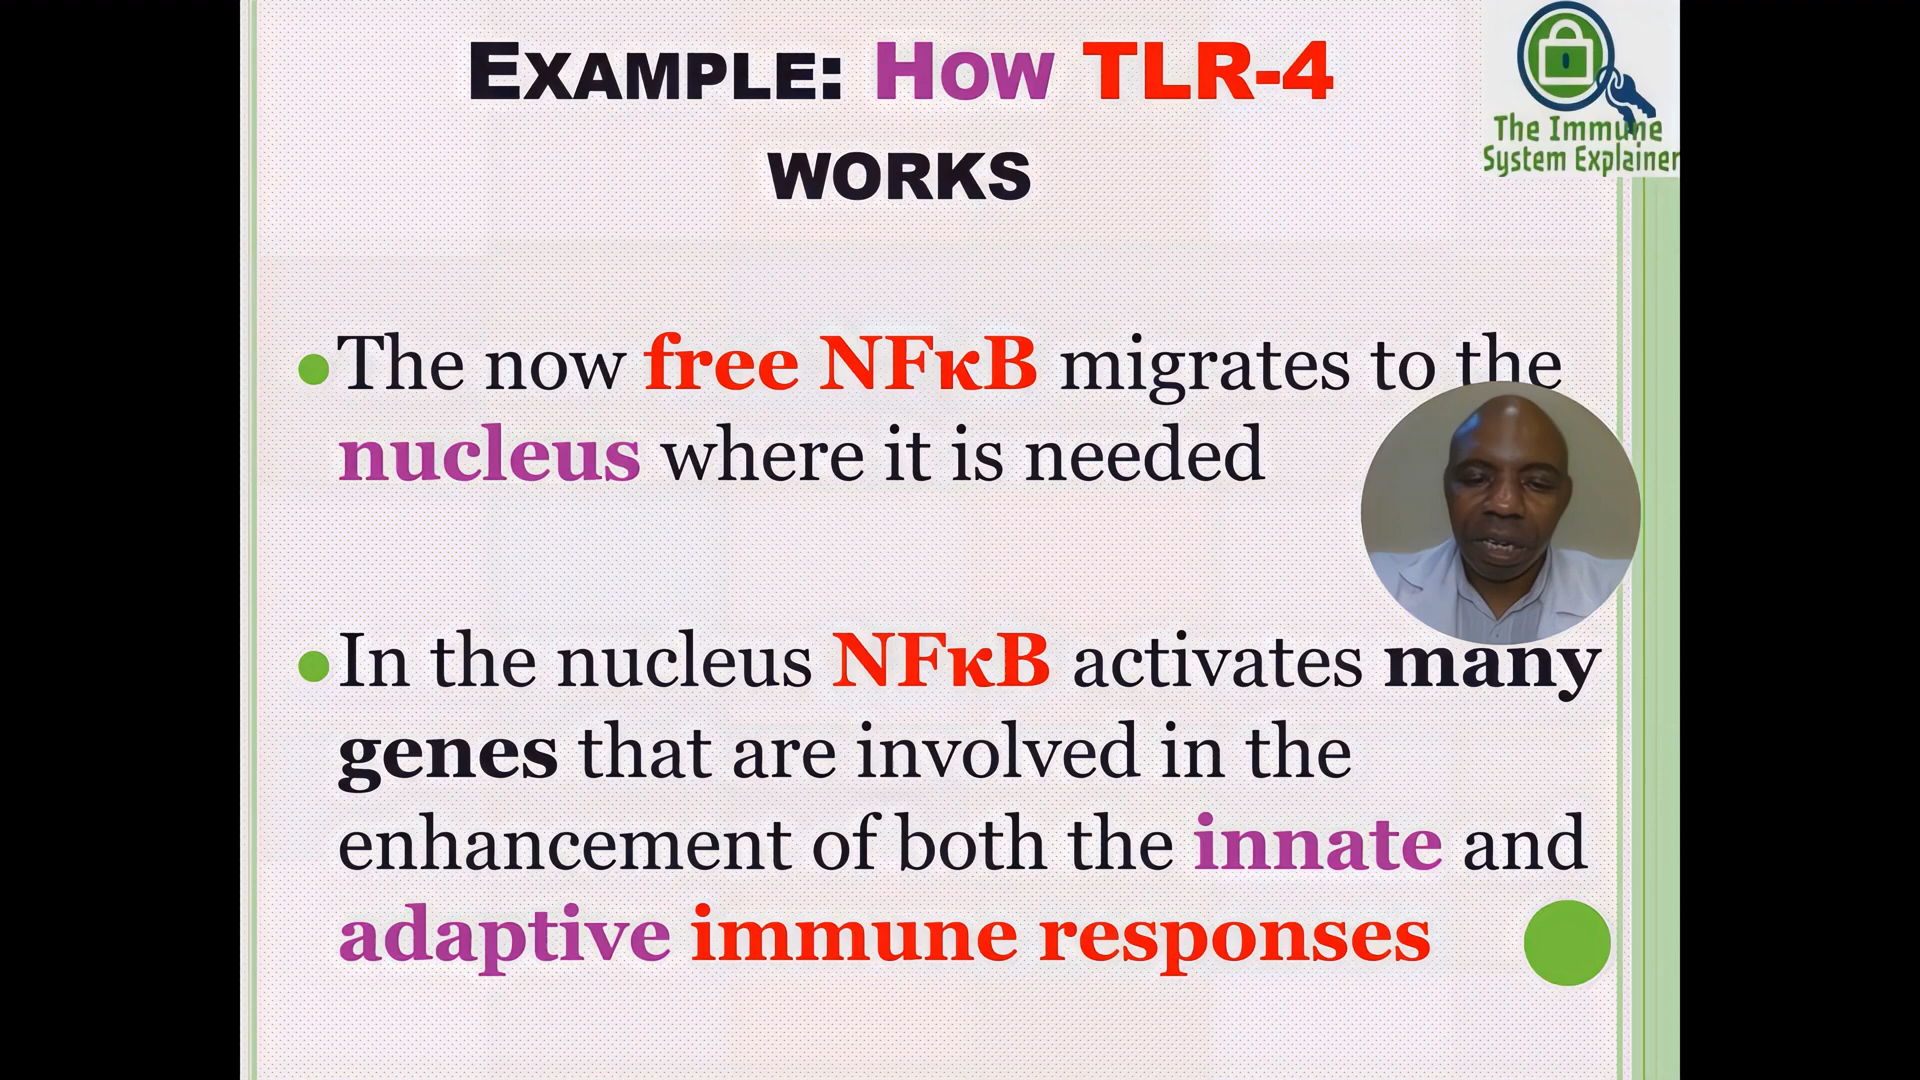 EXAMPLE: HOW TLR-4
WORKS
The Immune
System Explainer
The now free NFκB migrates to the
nucleus where it is needed
In the nucleus NFκB activates many
genes that are involved in the
enhancement of both the innate and
adaptive immune responses